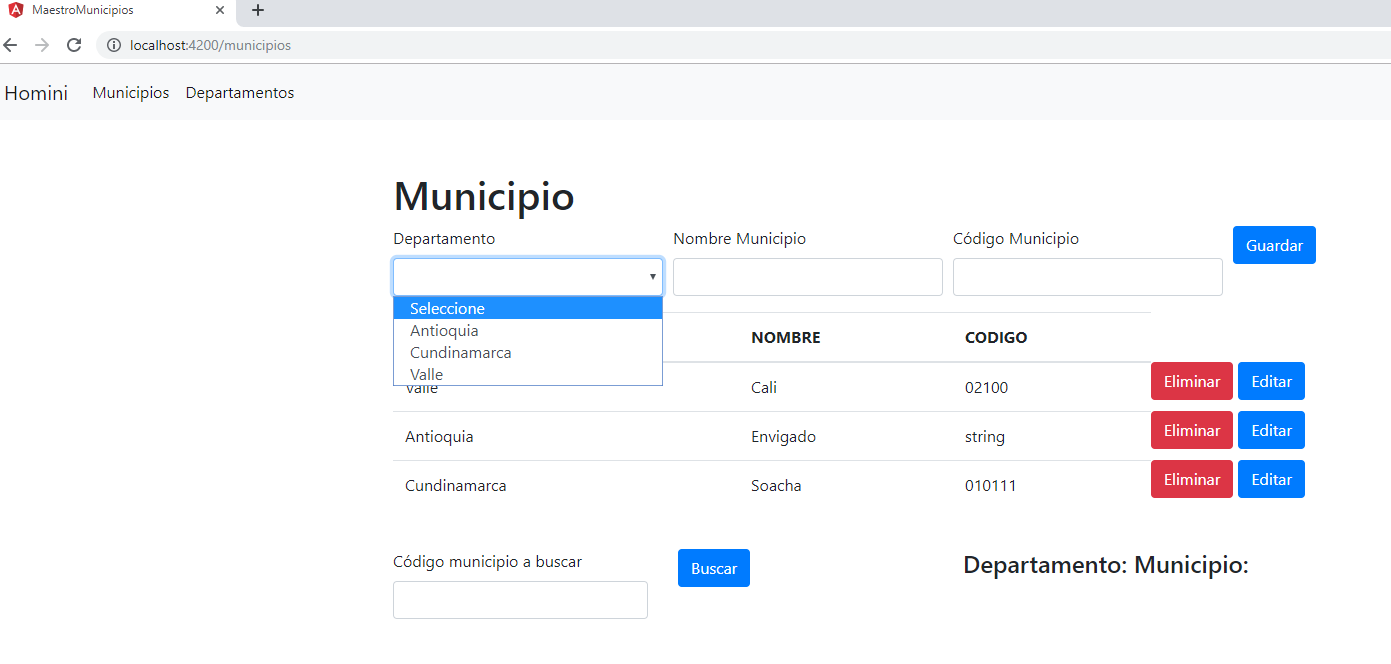 MaestroMunicipios
localhost:4200/municipios
Homini Municipios Departamentos
Municipio
Departamento Nombre Municipio Código Municipio Guardar
Seleccione
Antioquia
Cundinamarca
Valle
NOMBRE CODIGO
Valle Cali 02100 Eliminar Editar
Antioquia Envigado string Eliminar Editar
Cundinamarca Soacha 010111 Eliminar Editar
Código municipio a buscar Buscar Departamento: Municipio: